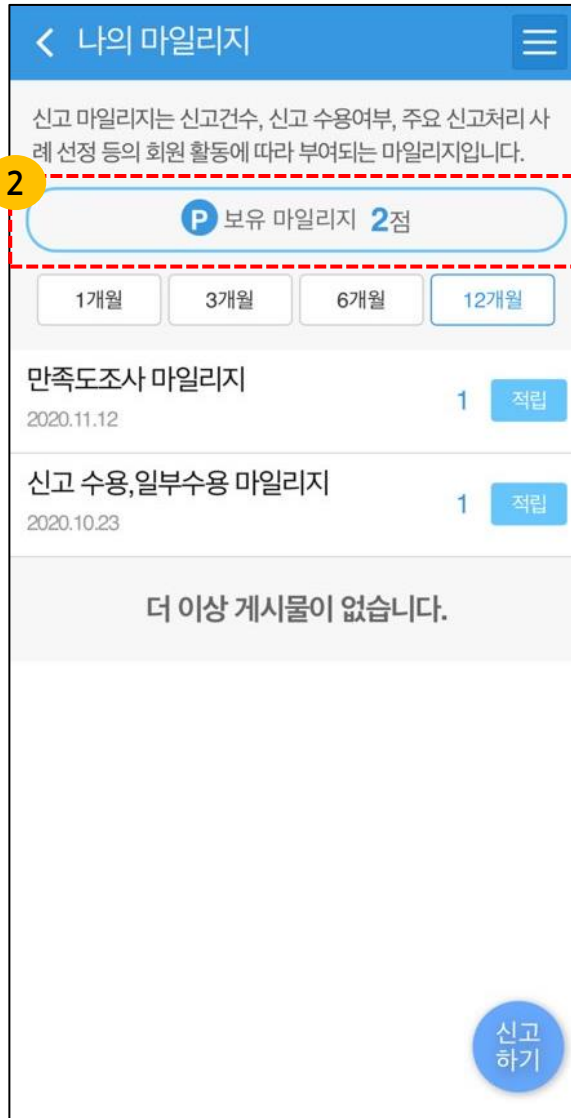 나의 마일리지
신고 마일리지는 신고건수, 신고 수용여부, 주요 신고처리 사
례 선정 등의 회원 활동에 따라 부여되는 마일리지입니다.
2
P 보유 마일리지 2점
1개월 3개월 6개월 12개월
만족도조사 마일리지
1 적립
2020.11.12
신고 수용,일부수용 마일리지
1 적립
2020.10.23
더 이상 게시물이 없습니다.
신고
하기